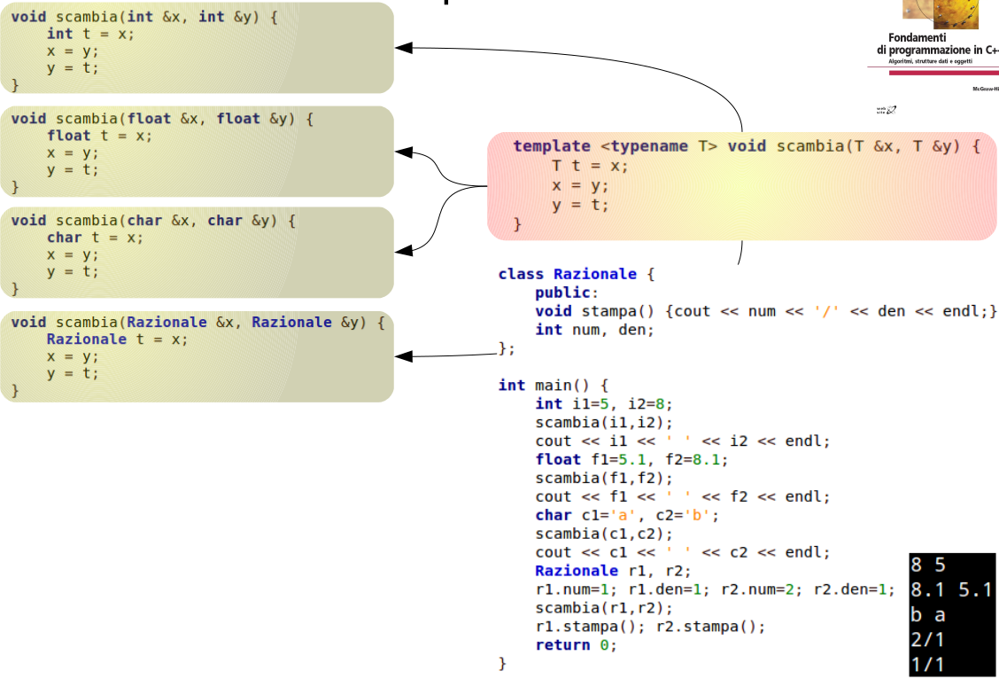 void scambia(int &x, int &y) {
    int t = x;
    x = y;
    y = t;
}
void scambia(float &x, float &y) {
    float t = x;
    x = y;
    y = t;
}
void scambia(char &x, char &y) {
    char t = x;
    x = y;
    y = t;
}
void scambia(Razionale &x, Razionale &y) {
    Razionale t = x;
    x = y;
    y = t;
}
Fondamenti
di programmazione in C+
Algoritmi, strutture dati e oggetti
McGraw-Hi
web
site
template <typename T> void scambia(T &x, T &y) {
    T t = x;
    x = y;
    y = t;
}
class Razionale {
    public:
    void stampa() {cout << num << '/' << den << endl;}
    int num, den;
};
int main() {
    int i1=5, i2=8;
    scambia(i1,i2);
    cout << i1 << ' ' << i2 << endl;
    float f1=5.1, f2=8.1;
    scambia(f1,f2);
    cout << f1 << ' ' << f2 << endl;
    char c1='a', c2='b';
    scambia(c1,c2);
    cout << c1 << ' ' << c2 << endl;
    Razionale r1, r2;
    r1.num=1; r1.den=1; r2.num=2; r2.den=1;
    scambia(r1,r2);
    r1.stampa(); r2.stampa();
    return 0;
}
8 5
8.1 5.1
b a
2/1
1/1